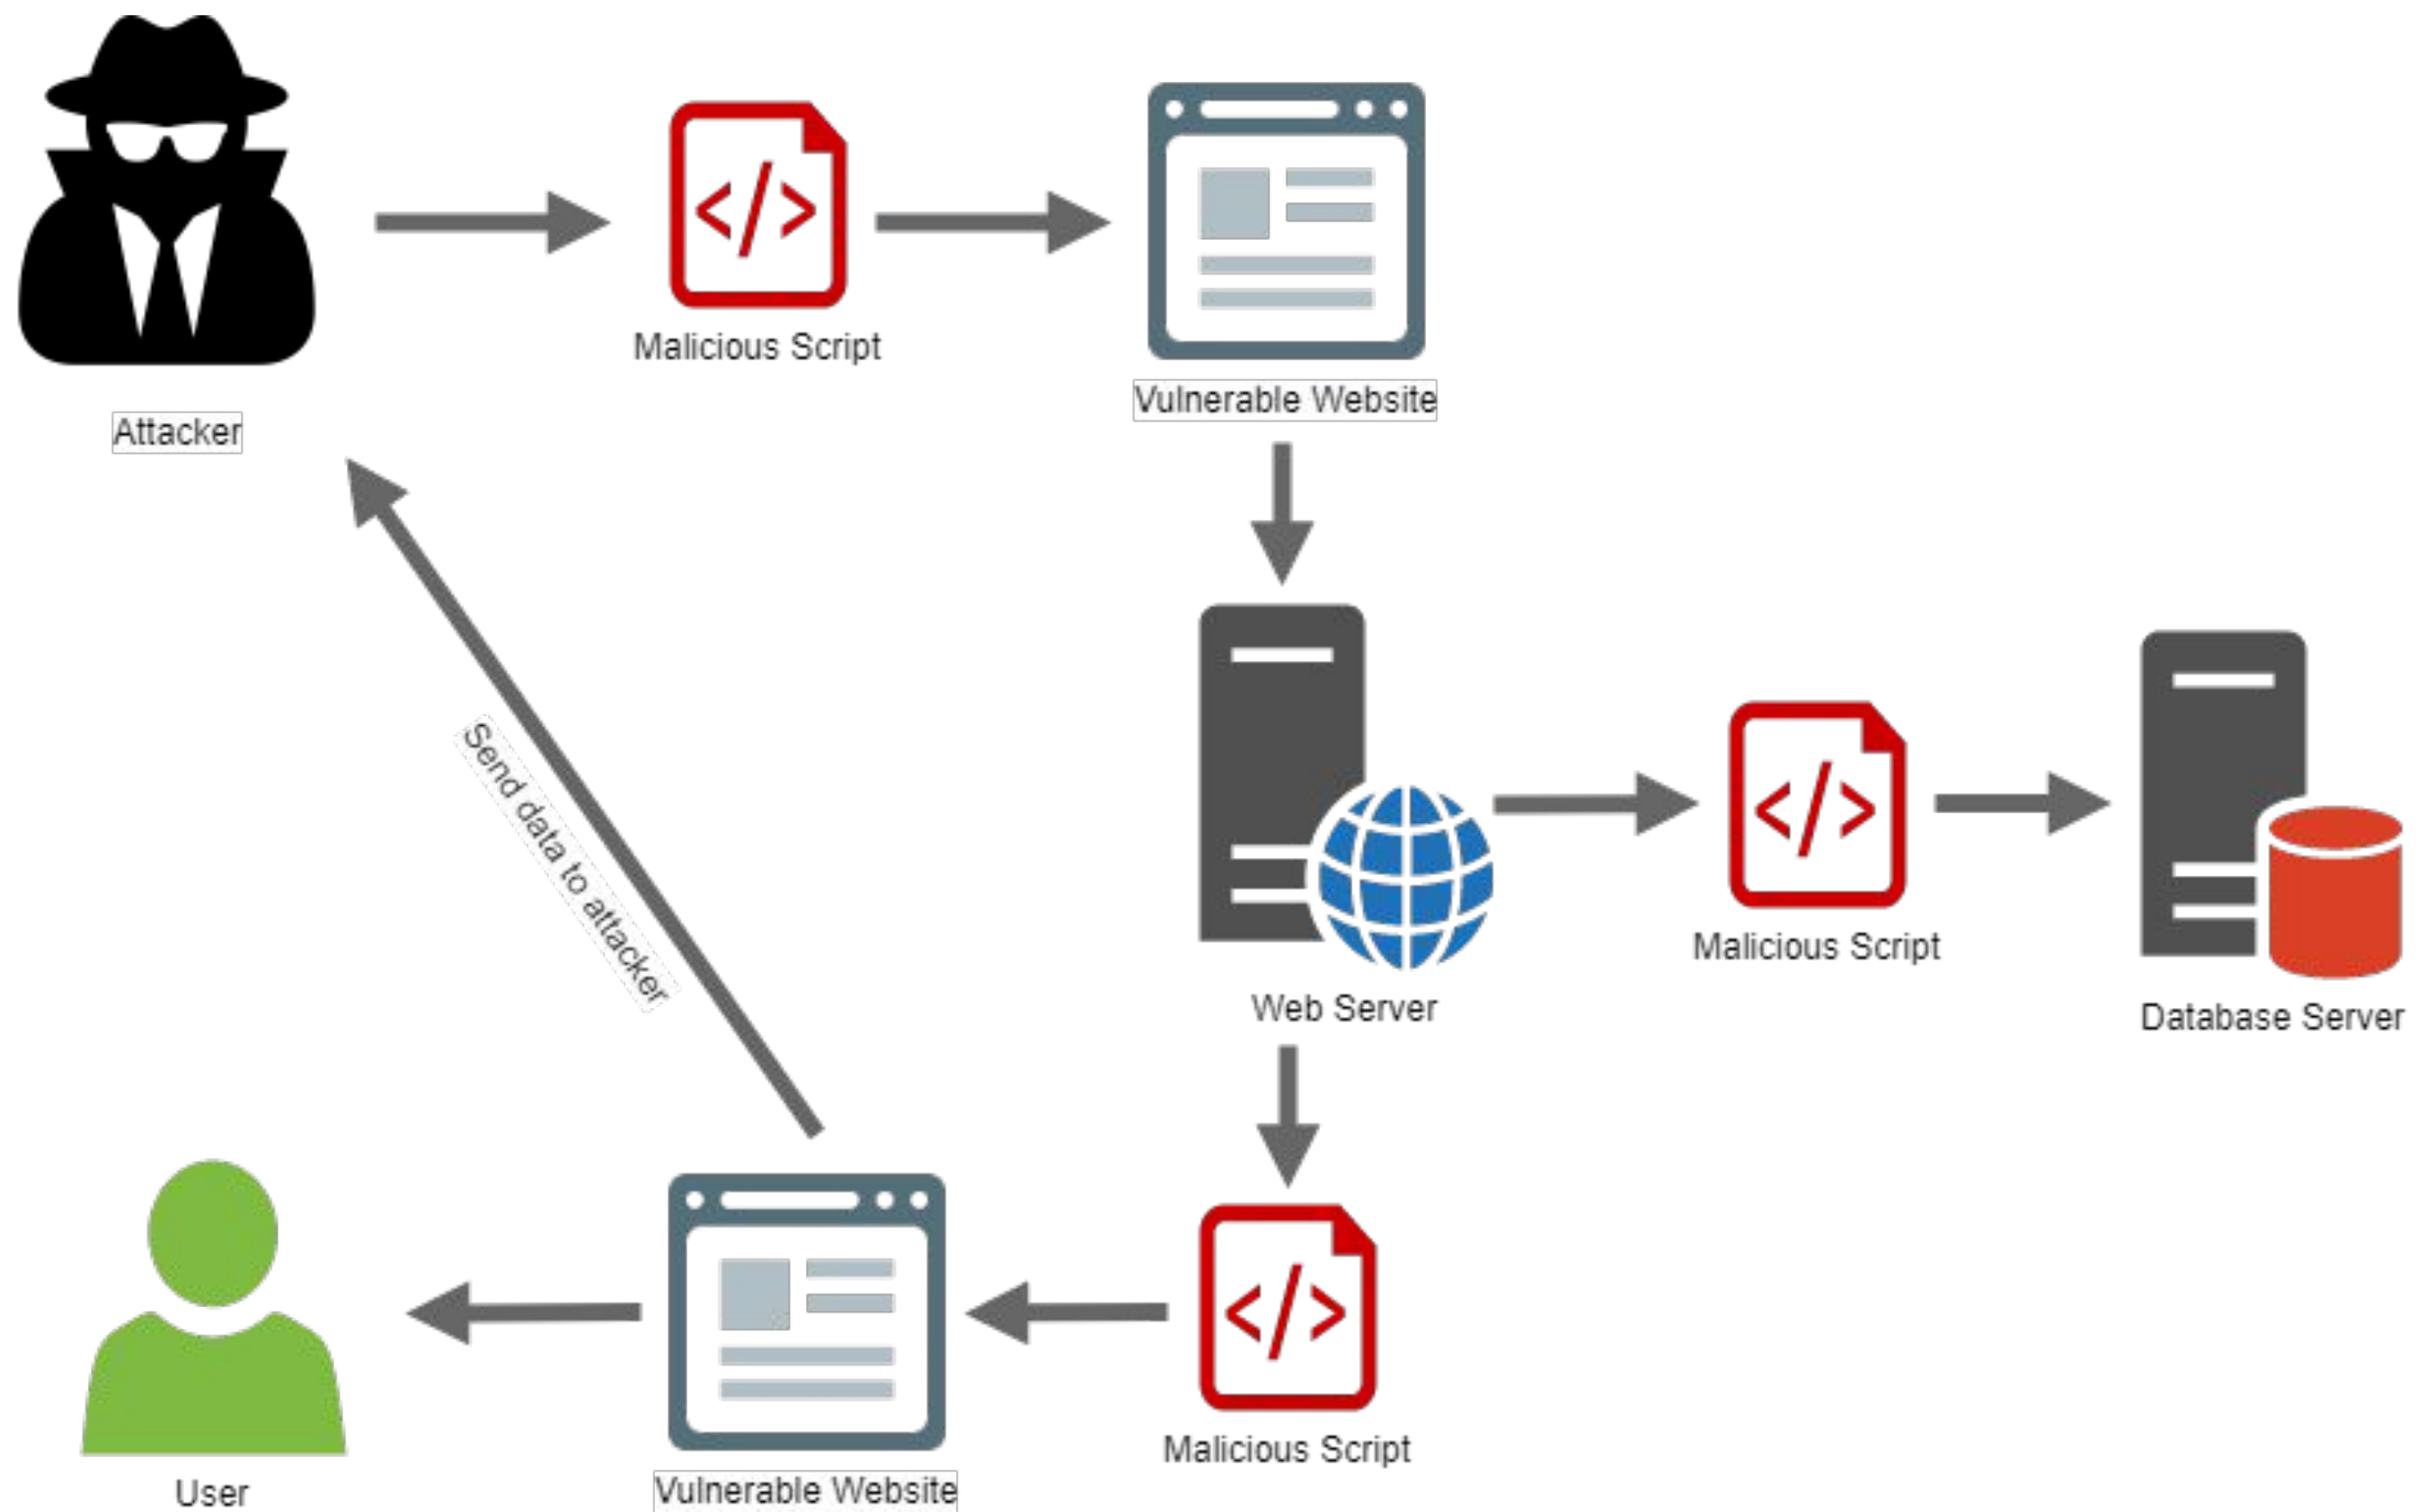 Malicious Script
Vulnerable Website
Attacker
Send data to attacker
Malicious Script
Web Server
Database Server
Malicious Script
User
Vulnerable Website